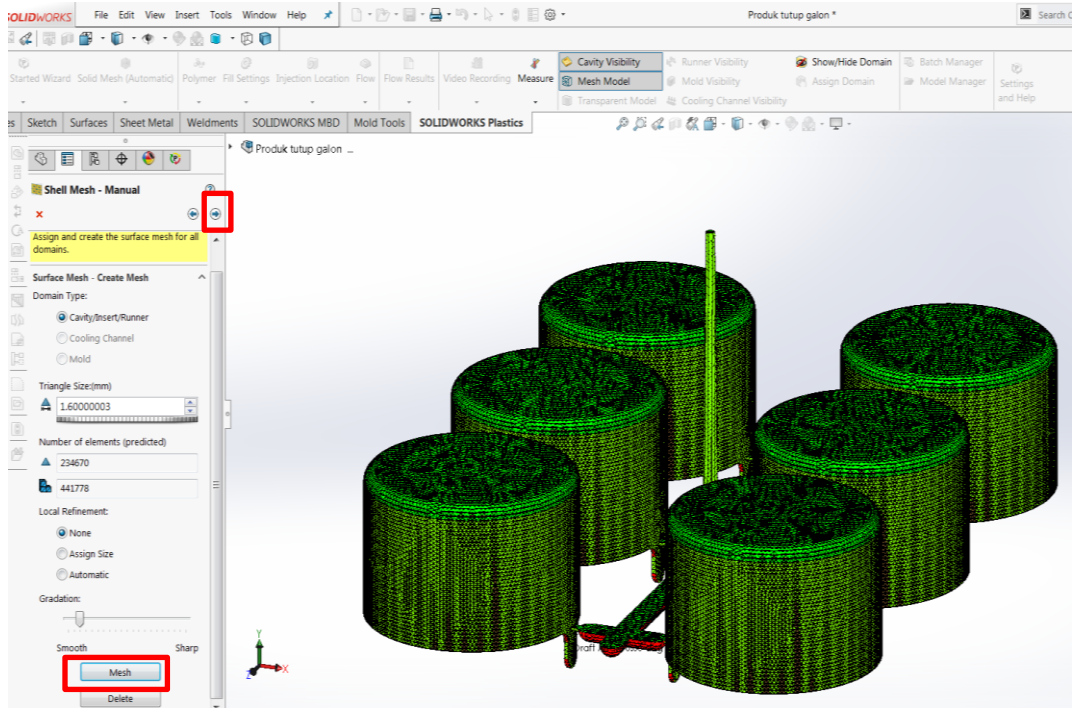 SOLIDWORKS File Edit View Insert Tools Window Help Produk tutup galon * Search
Started Wizard Solid Mesh (Automatic) Polymer Fill Settings Injection Location Flow Flow Results Video Recording Measure
Cavity Visibility Runner Visibility Show/Hide Domain Batch Manager
Mesh Model Mold Visibility Assign Domain Model Manager Settings
Transparent Model Cooling Channel Visibility and Help
Sketch Surfaces Sheet Metal Weldments SOLIDWORKS MBD Mold Tools SOLIDWORKS Plastics
Produk tutup galon ...
Shell Mesh - Manual
Assign and create the surface mesh for all
domains.
Surface Mesh - Create Mesh
Domain Type:
Cavity/Insert/Runner
Cooling Channel
Mold
Triangle Size:(mm)
1.60000003
Number of elements (predicted)
234670
441778
Local Refinement:
None
Assign Size
Automatic
Gradation:
Smooth Sharp
Mesh
Delete
Y
X
Z